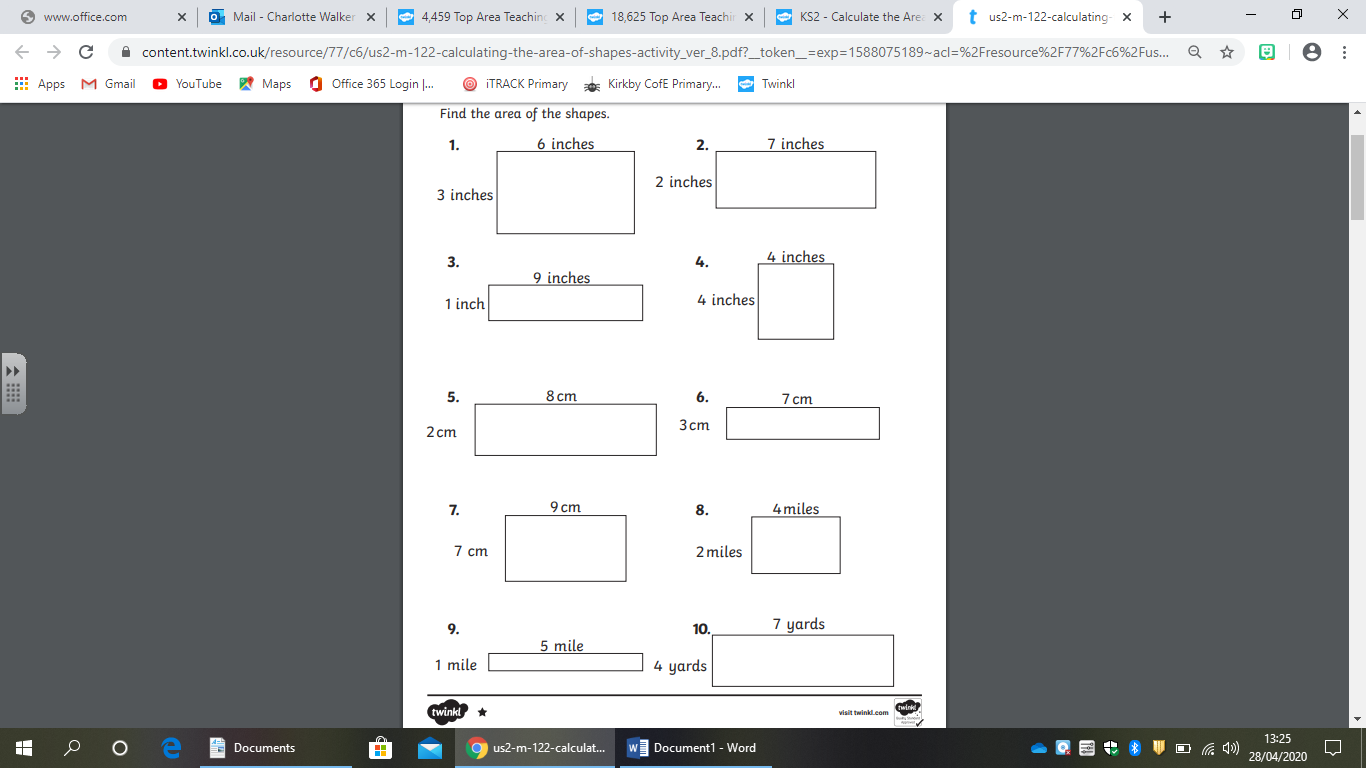 www.office.com
Mail - Charlotte Walker
4,459 Top Area Teaching
18,625 Top Area Teachin
KS2 - Calculate the Area
us2-m-122-calculating-
content.twinkl.co.uk/resource/77/c6/us2-m-122-calculating-the-area-of-shapes-activity_ver_8.pdf?__token__=exp=1588075189~acl=%2Fresource%2F77%2Fc6%2Fus...
Apps Gmail YouTube Maps Office 365 Login |... iTRACK Primary Kirkby CofE Primary... Twinkl
Find the area of the shapes.
1. 6 inches
3 inches
2. 7 inches
2 inches
3. 9 inches
1 inch
4. 4 inches
4 inches
5. 8 cm
2 cm
6. 7 cm
3 cm
7. 9 cm
7 cm
8. 4 miles
2 miles
9. 5 mile
1 mile
10. 7 yards
4 yards
twinkl
visit twinkl.com
twinkl
Documents
us2-m-122-calculat...
Document1 - Word
13:25
28/04/2020